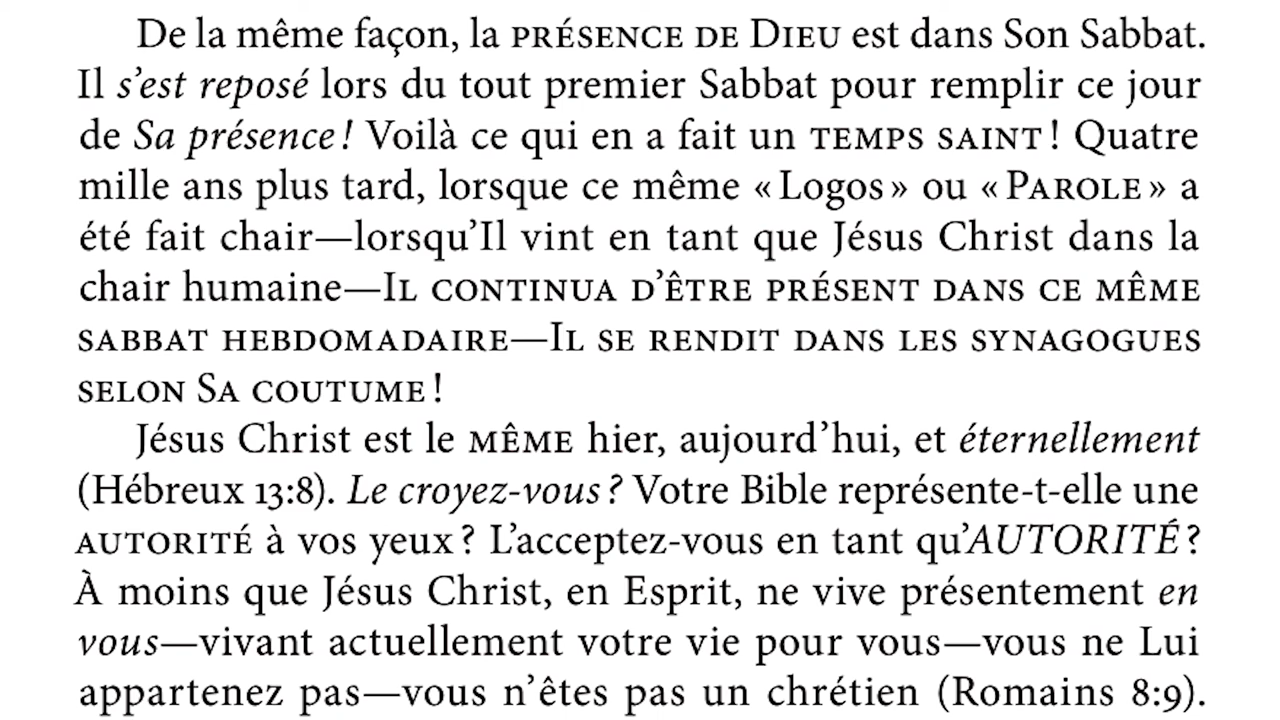 De la même façon, la PRÉSENCE DE DIEU est dans Son Sabbat.
Il s’est reposé lors du tout premier Sabbat pour remplir ce jour
de Sa présence ! Voilà ce qui en a fait un TEMPS SAINT ! Quatre
mille ans plus tard, lorsque ce même « Logos » ou « PAROLE » a
été fait chair—lorsqu’Il vint en tant que Jésus Christ dans la
chair humaine—IL CONTINUA D’ÊTRE PRÉSENT DANS CE MÊME
SABBAT HEBDOMADAIRE—IL SE RENDIT DANS LES SYNAGOGUES
SELON SA COUTUME !
Jésus Christ est le MÊME hier, aujourd’hui, et éternellement
(Hébreux 13:8). Le croyez-vous ? Votre Bible représente-t-elle une
AUTORITÉ à vos yeux ? L’acceptez-vous en tant qu’AUTORITÉ ?
À moins que Jésus Christ, en Esprit, ne vive présentement en
vous—vivant actuellement votre vie pour vous—vous ne Lui
appartenez pas—vous n’êtes pas un chrétien (Romains 8:9).